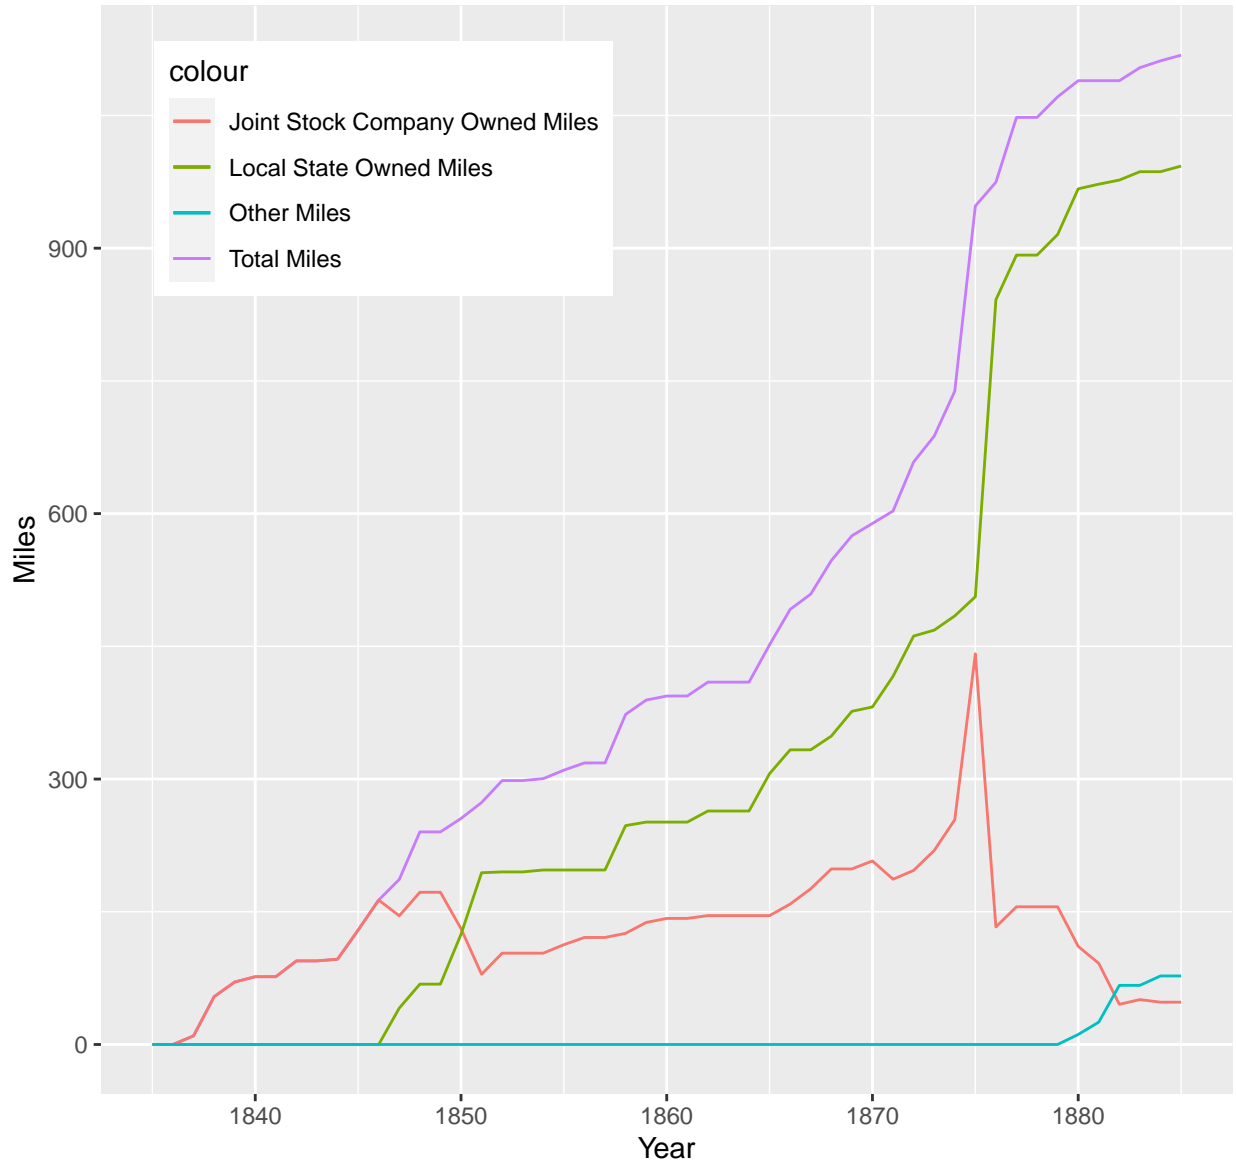 colour
Joint Stock Company Owned Miles
Local State Owned Miles
Other Miles
Total Miles
900
600
300
0
Miles
1840 1850 1860 1870 1880
Year